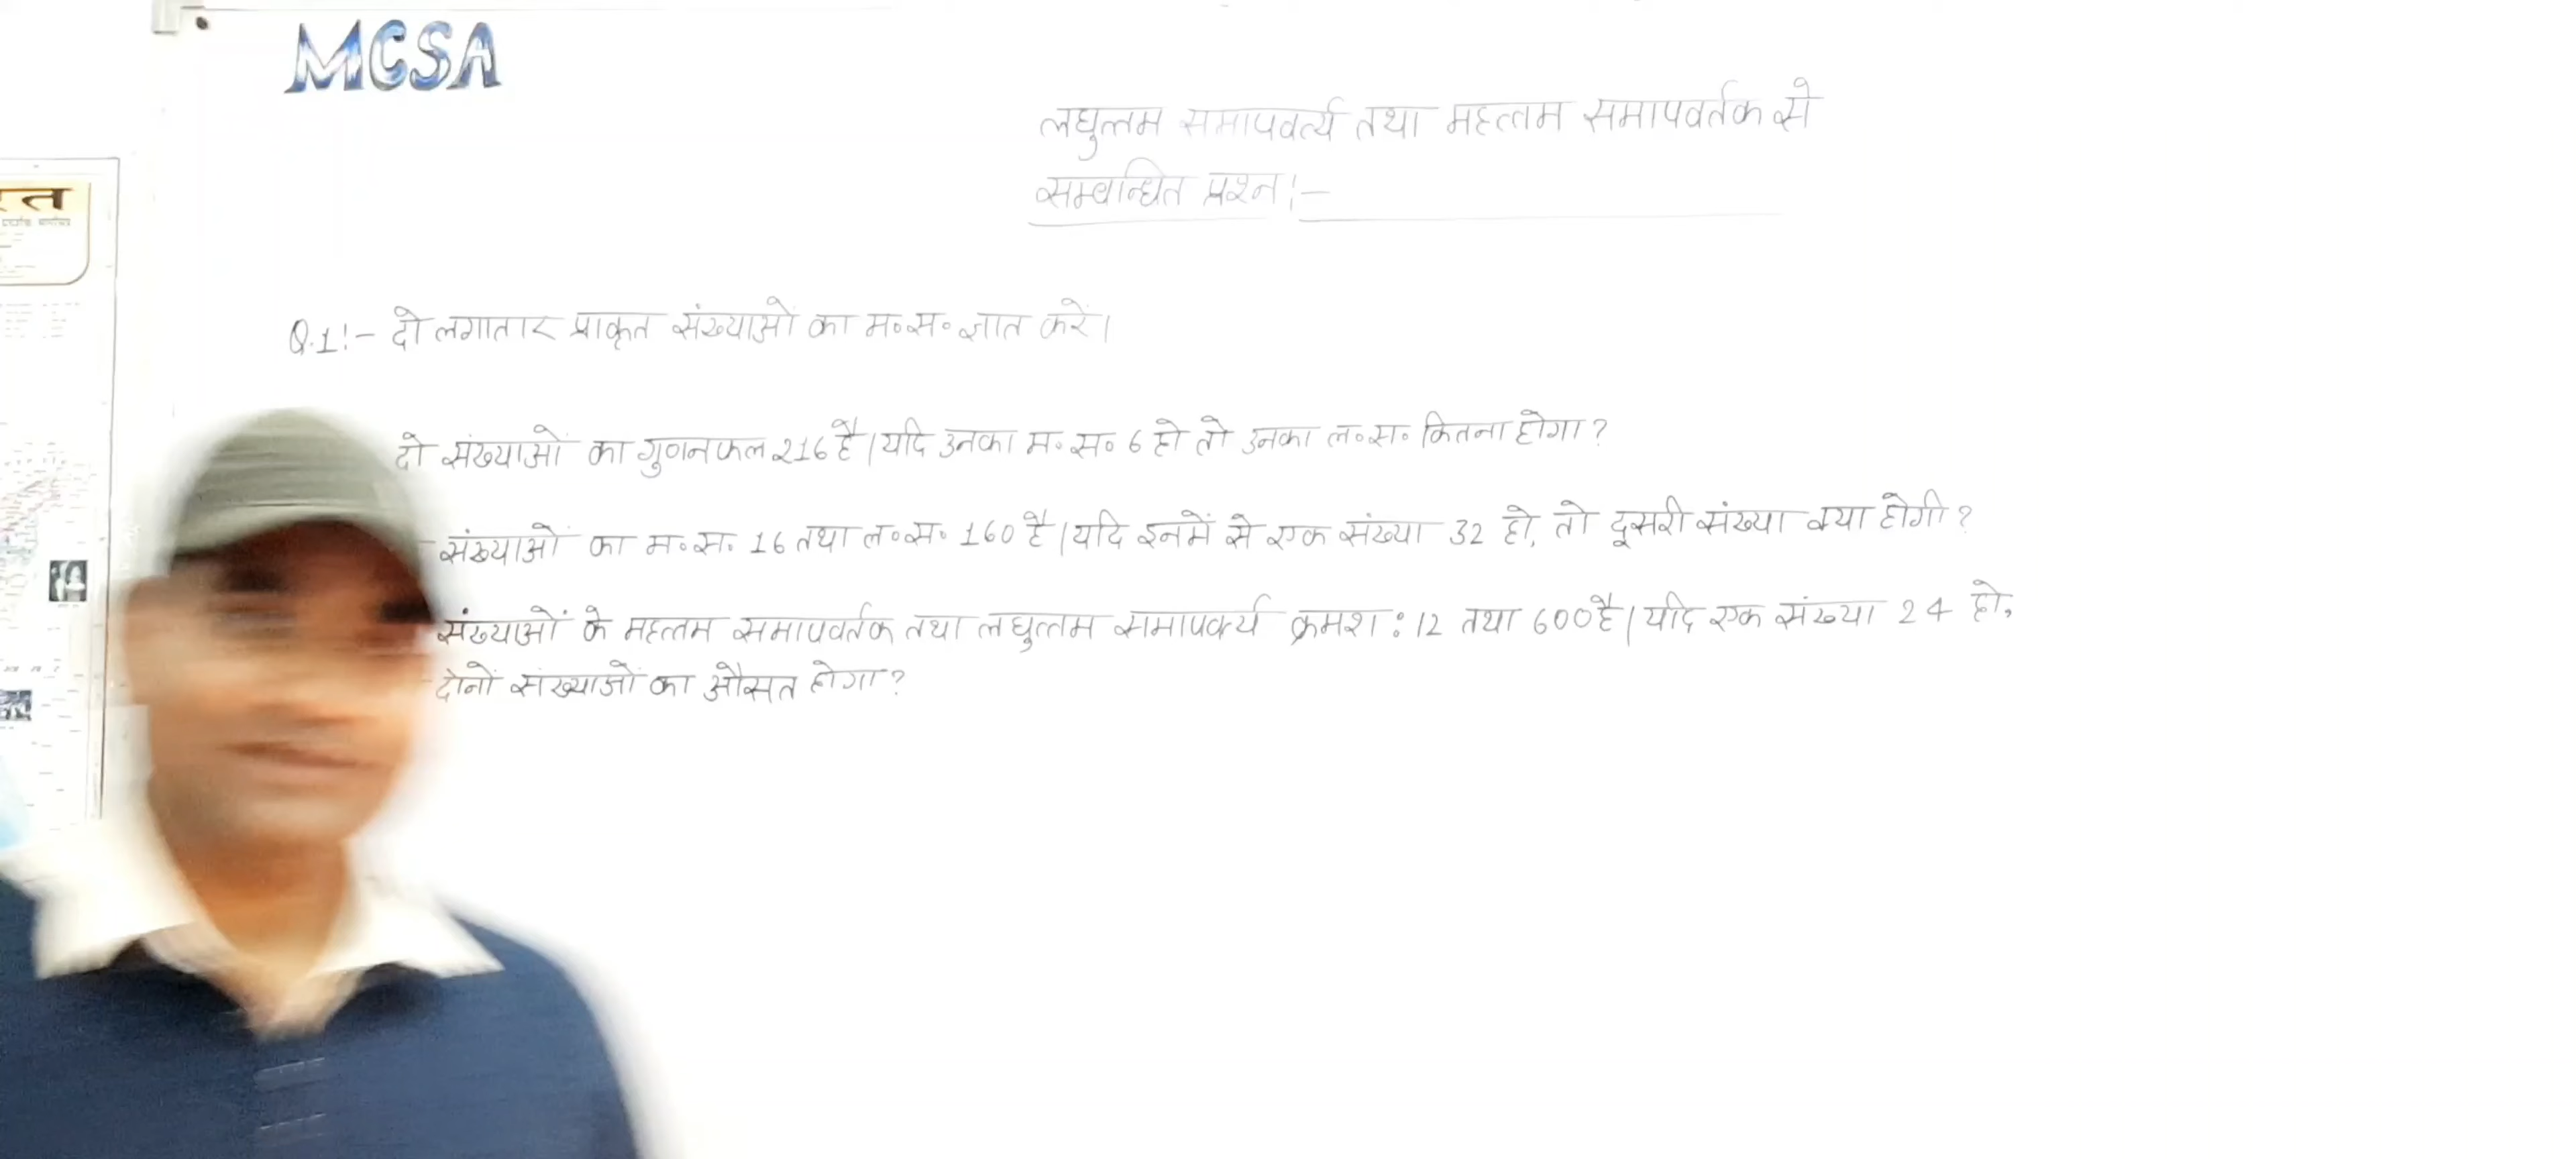 MCSA
लघुत्तम समापवर्त्य तथा महत्तम समापवर्तक से
सम्बन्धित प्रश्न:-
रत
Q.1:- दो लगातार प्राकृत संख्याओं का म॰स॰ ज्ञात करें।
दो संख्याओं का गुणनफल 216 है। यदि उनका म॰स॰ 6 हो तो उनका ल॰स॰ कितना होगा?
संख्याओं का म॰स॰ 16 तथा ल॰स॰ 160 है। यदि इनमें से एक संख्या 32 हो, तो दूसरी संख्या क्या होगी?
संख्याओं के महत्तम समापवर्तक तथा लघुत्तम समापवर्त्य क्रमश: 12 तथा 600 है। यदि एक संख्या 24 हो,
दोनों संख्याओं का औसत होगा?